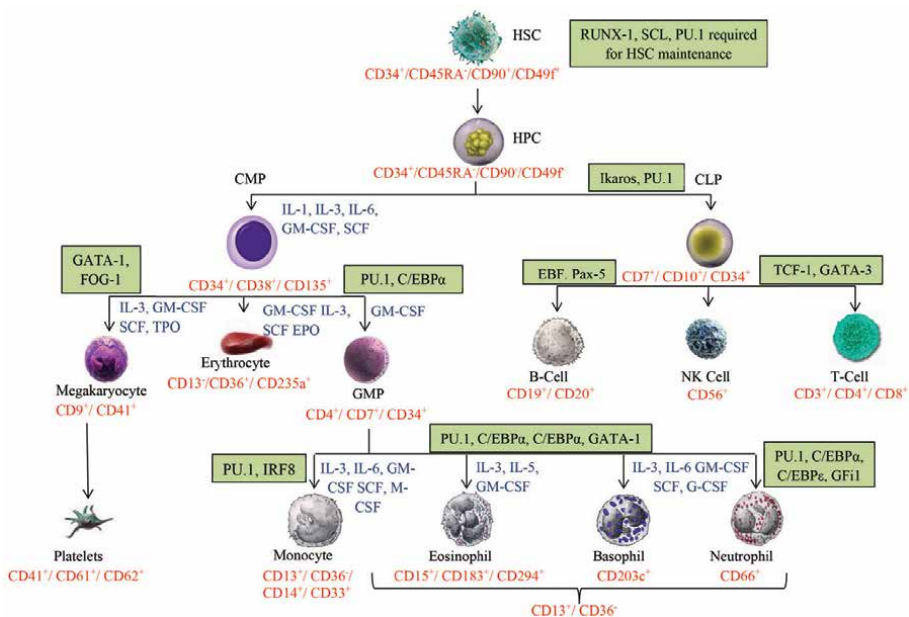 HSC
RUNX-1, SCL, PU.1 required
for HSC maintenance
CD34⁺/CD45RA⁻/CD90⁺/CD49f⁺
HPC
CD34⁺/CD45RA⁻/CD90⁻/CD49f⁻
CMP
Ikaros, PU.1
CLP
IL-1, IL-3, IL-6,
GM-CSF, SCF
GATA-1,
FOG-1
CD34⁺/ CD38⁺/ CD135⁺
PU.1, C/EBPα
EBF, Pax-5
CD7⁺/ CD10⁺/ CD34⁺
TCF-1, GATA-3
IL-3, GM-CSF
SCF, TPO
GM-CSF IL-3,
SCF EPO
GM-CSF
Megakaryocyte
CD9⁺/ CD41⁺
Erythrocyte
CD13⁻/CD36⁺/ CD235a⁺
GMP
CD4⁺/ CD7⁺/ CD34⁺
B-Cell
CD19⁺/ CD20⁺
NK Cell
CD56⁺
T-Cell
CD3⁺/ CD4⁺/ CD8⁺
PU.1, IRF8
PU.1, C/EBPα, C/EBPα, GATA-1
PU.1, C/EBPα,
C/EBPε, GFi1
IL-3, IL-6, GM-
CSF SCF, M-
CSF
IL-3, IL-5,
GM-CSF
IL-3, IL-6 GM-CSF
SCF, G-CSF
Platelets
CD41⁺/ CD61⁺/ CD62⁺
Monocyte
CD13⁺/ CD36⁻/
CD14⁺/ CD33⁺
Eosinophil
CD15⁺/ CD183⁺/ CD294⁺
Basophil
CD203c⁺
Neutrophil
CD66⁺
CD13⁺/ CD36⁻